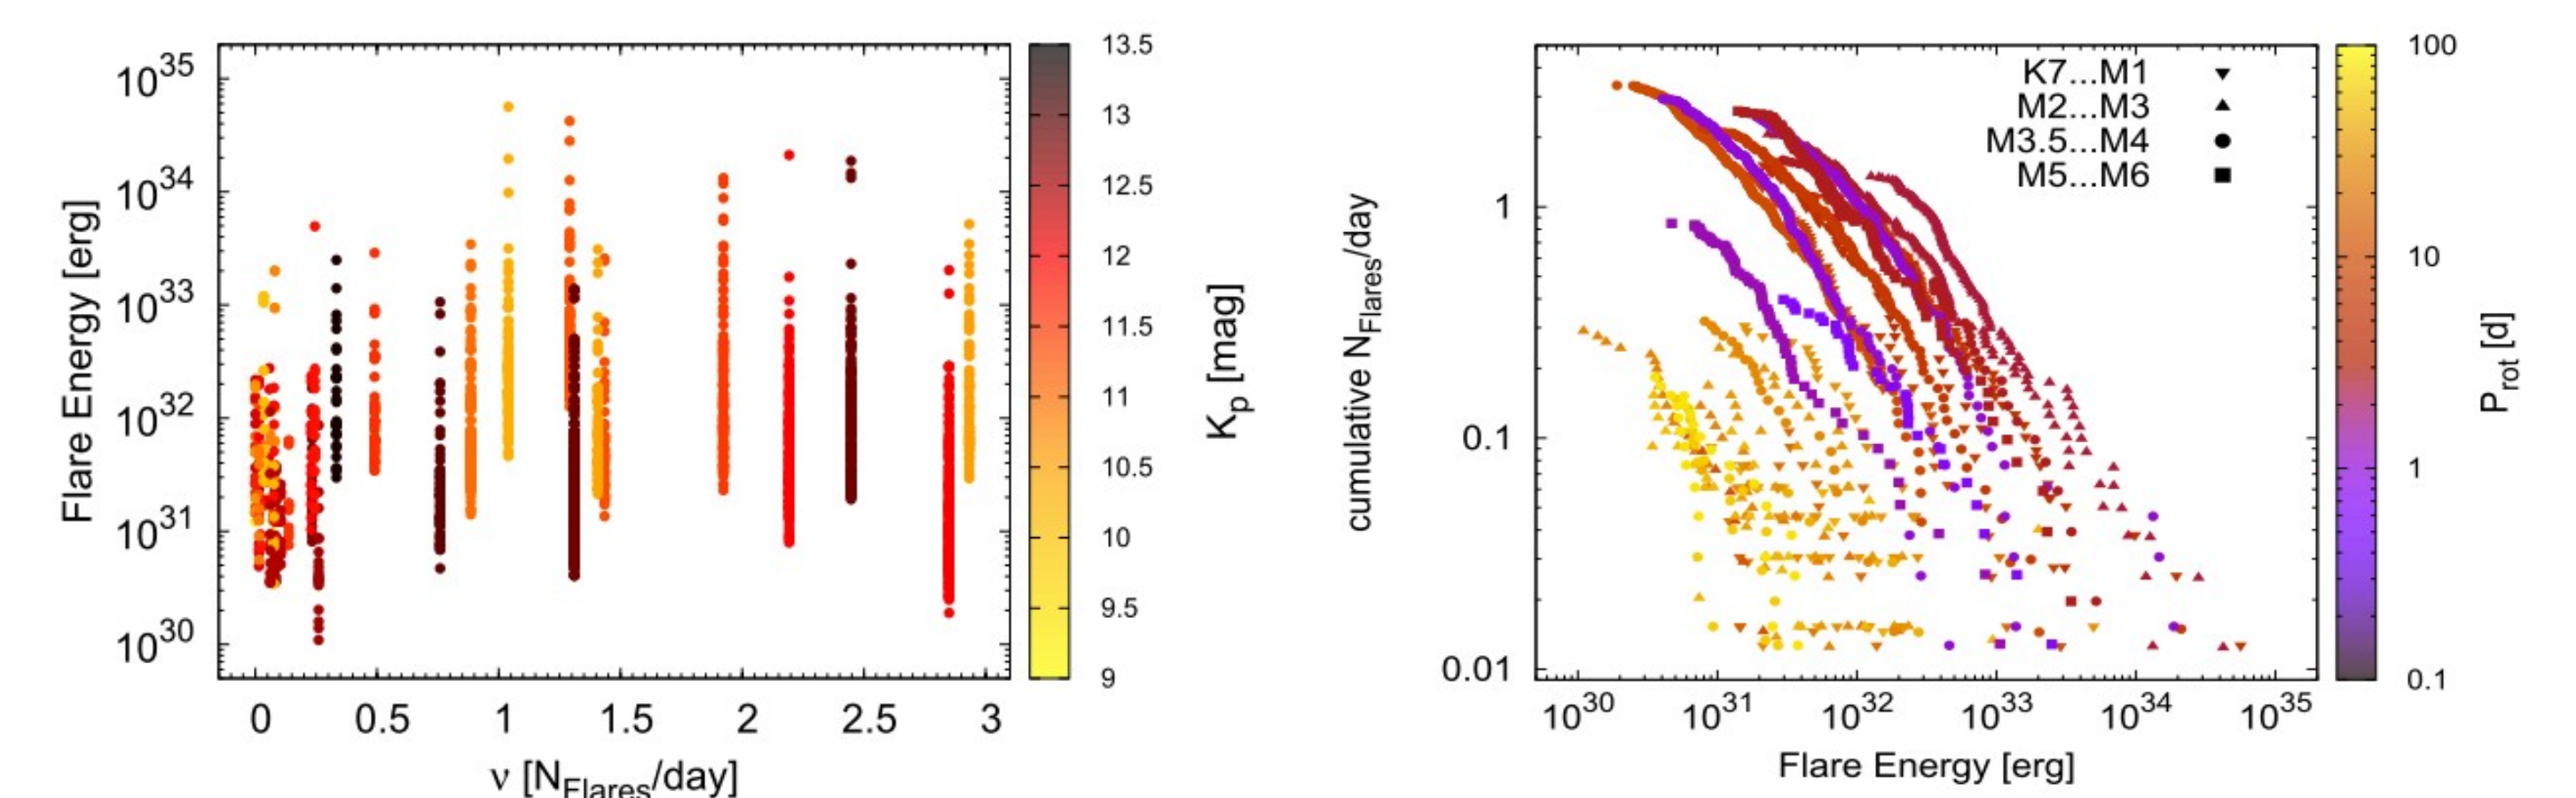 10^35
10^34
10^33
10^32
10^31
10^30
Flare Energy [erg]
0 0.5 1 1.5 2 2.5 3
ν [N_Flares/day]
13.5
13
12.5
12
11.5
11
10.5
10
9.5
9
K_p [mag]
K7...M1
M2...M3
M3.5...M4
M5...M6
1
0.1
0.01
cumulative N_Flares/day
10^30 10^31 10^32 10^33 10^34 10^35
Flare Energy [erg]
100
10
1
0.1
P_rot [d]